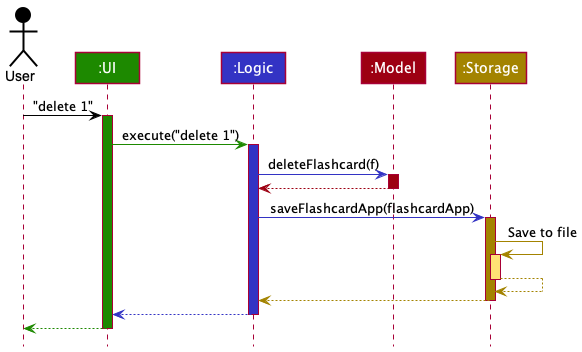 User
:UI
:Logic
:Model
:Storage
"delete 1"
execute("delete 1")
deleteFlashcard(f)
saveFlashcardApp(flashcardApp)
Save to file